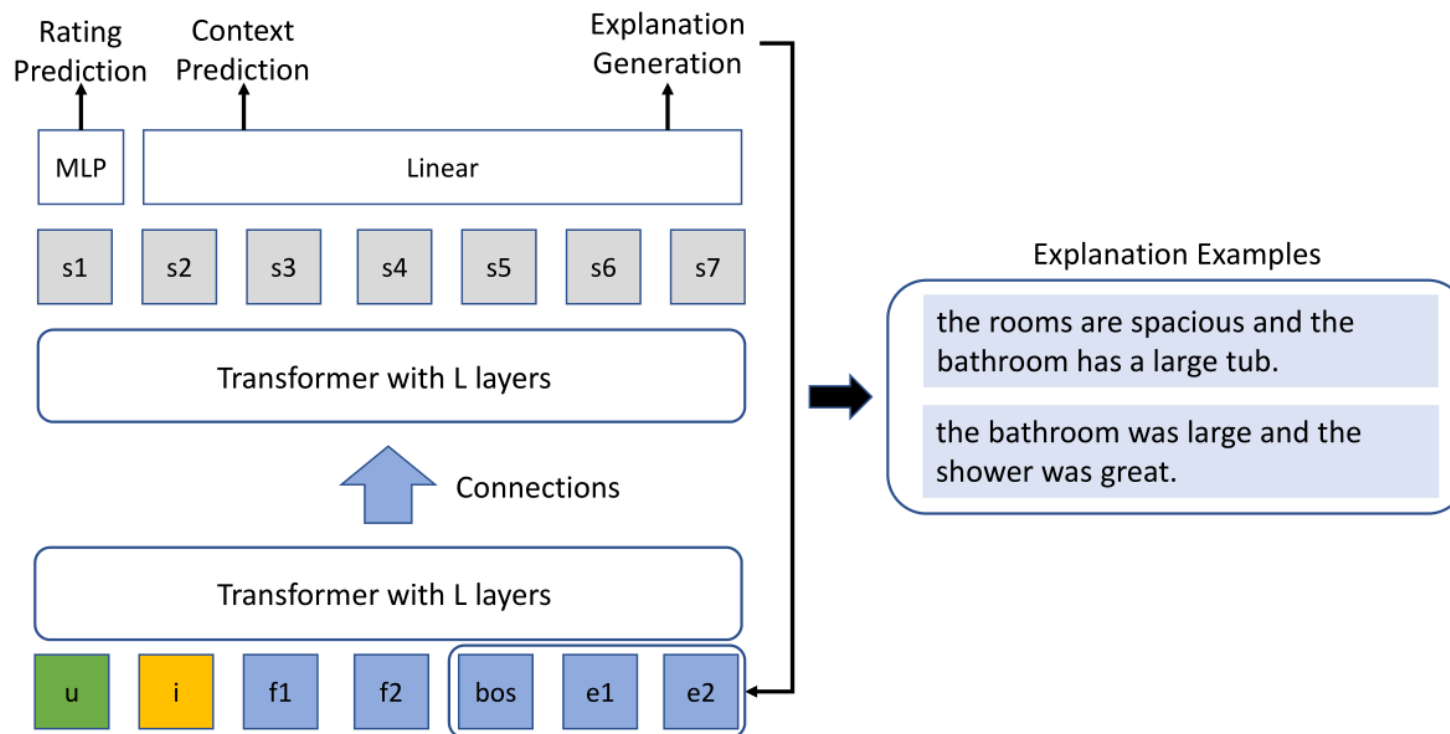 Rating
Prediction
Context
Prediction
Explanation
Generation
MLP
Linear
s1
s2
s3
s4
s5
s6
s7
Transformer with L layers
Connections
Transformer with L layers
u
i
f1
f2
bos
e1
e2
Explanation Examples
the rooms are spacious and the
bathroom has a large tub.
the bathroom was large and the
shower was great.